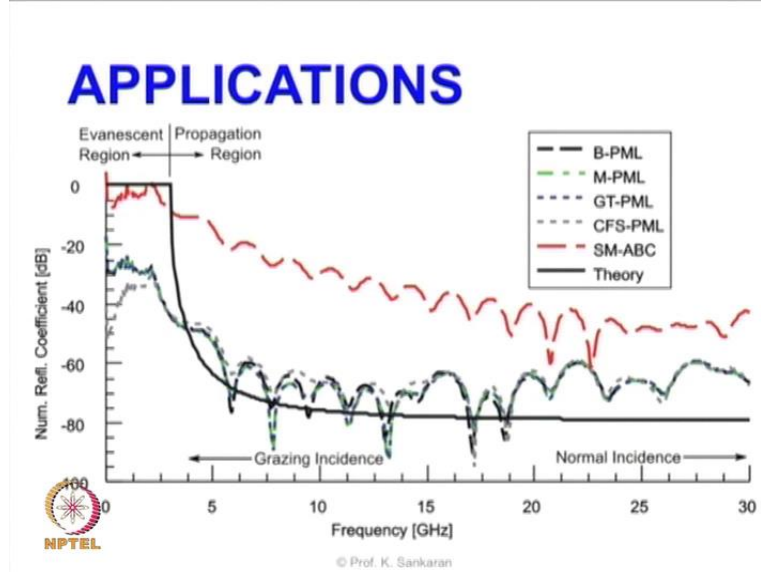 APPLICATIONS
Evanescent Propagation
Region Region
B-PML
M-PML
GT-PML
CFS-PML
SM-ABC
Theory
0
-20
-40
-60
-80
Num. Refl. Coefficient [dB]
Grazing Incidence Normal Incidence
0 5 10 15 20 25 30
Frequency [GHz]
NPTEL
© Prof. K. Sankaran